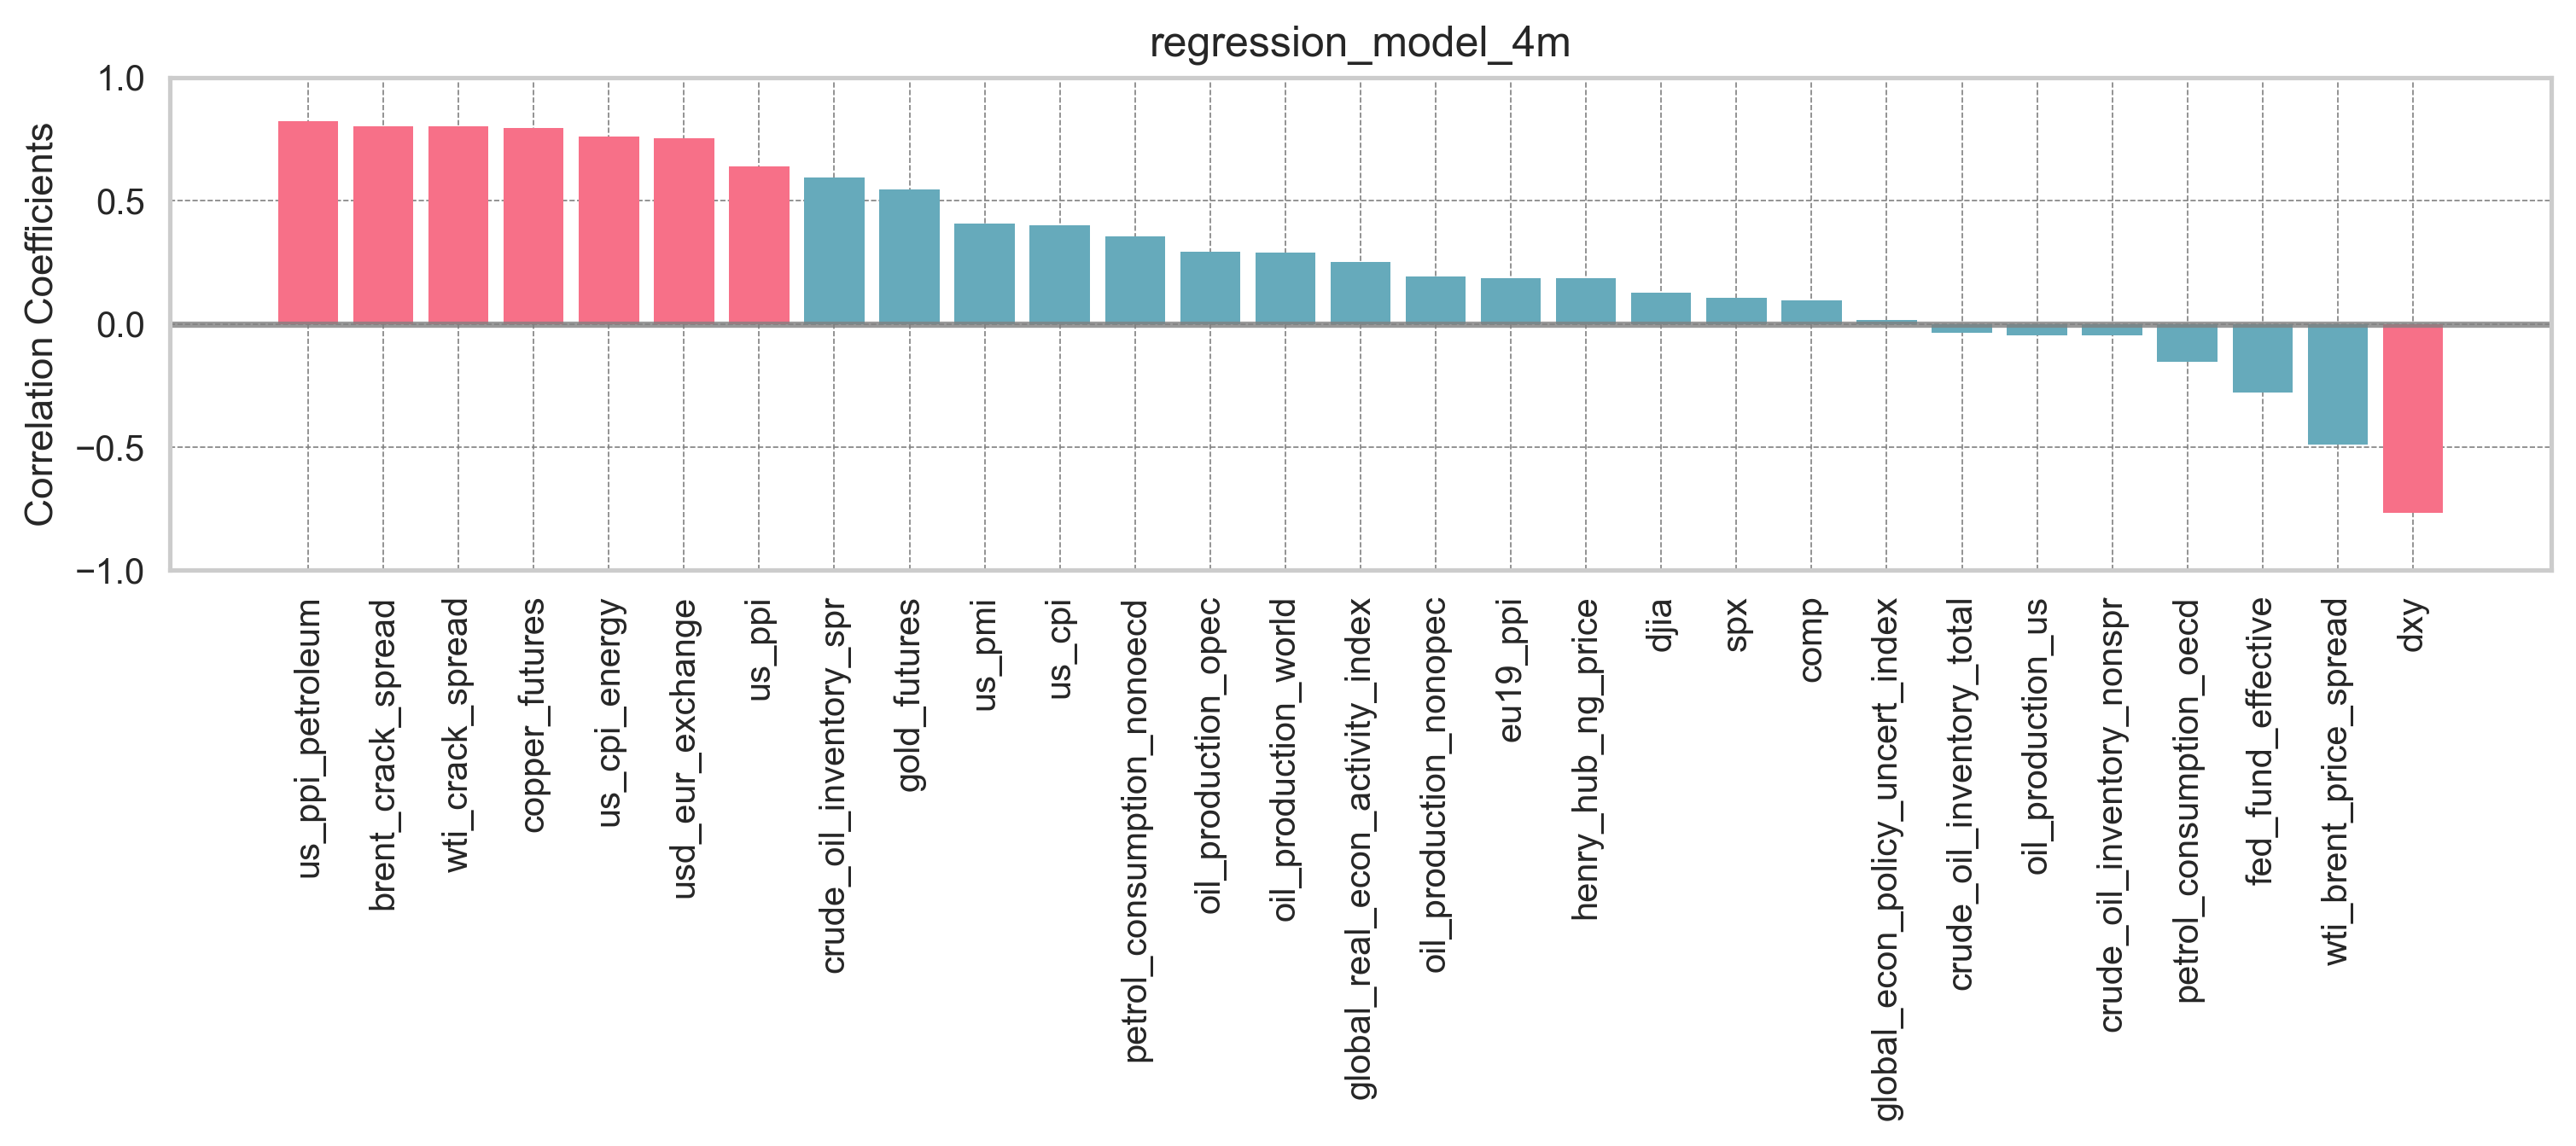 regression_model_4m
Correlation Coefficients
1.0
0.5
0.0
−0.5
−1.0
us_ppi_petroleum
brent_crack_spread
wti_crack_spread
copper_futures
us_cpi_energy
usd_eur_exchange
us_ppi
crude_oil_inventory_spr
gold_futures
us_pmi
us_cpi
petrol_consumption_nonoecd
oil_production_opec
oil_production_world
global_real_econ_activity_index
oil_production_nonopec
eu19_ppi
henry_hub_ng_price
djia
spx
comp
global_econ_policy_uncert_index
crude_oil_inventory_total
oil_production_us
crude_oil_inventory_nonspr
petrol_consumption_oecd
fed_fund_effective
wti_brent_price_spread
dxy